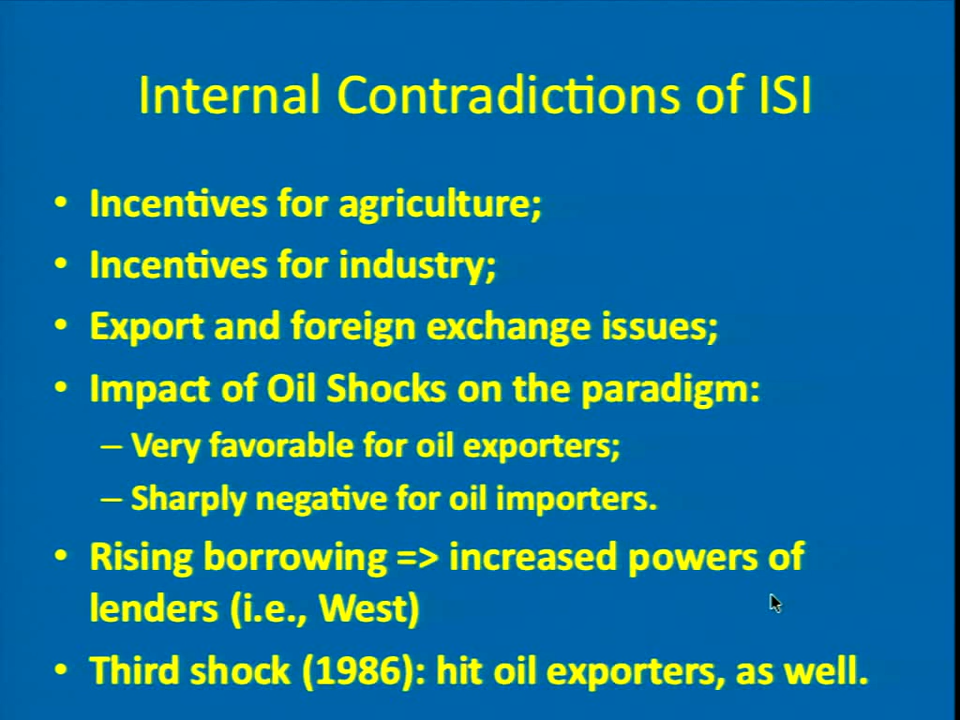 Internal Contradictions of ISI
• Incentives for agriculture;
• Incentives for industry;
• Export and foreign exchange issues;
• Impact of Oil Shocks on the paradigm:
– Very favorable for oil exporters;
– Sharply negative for oil importers.
• Rising borrowing => increased powers of
lenders (i.e., West)
• Third shock (1986): hit oil exporters, as well.